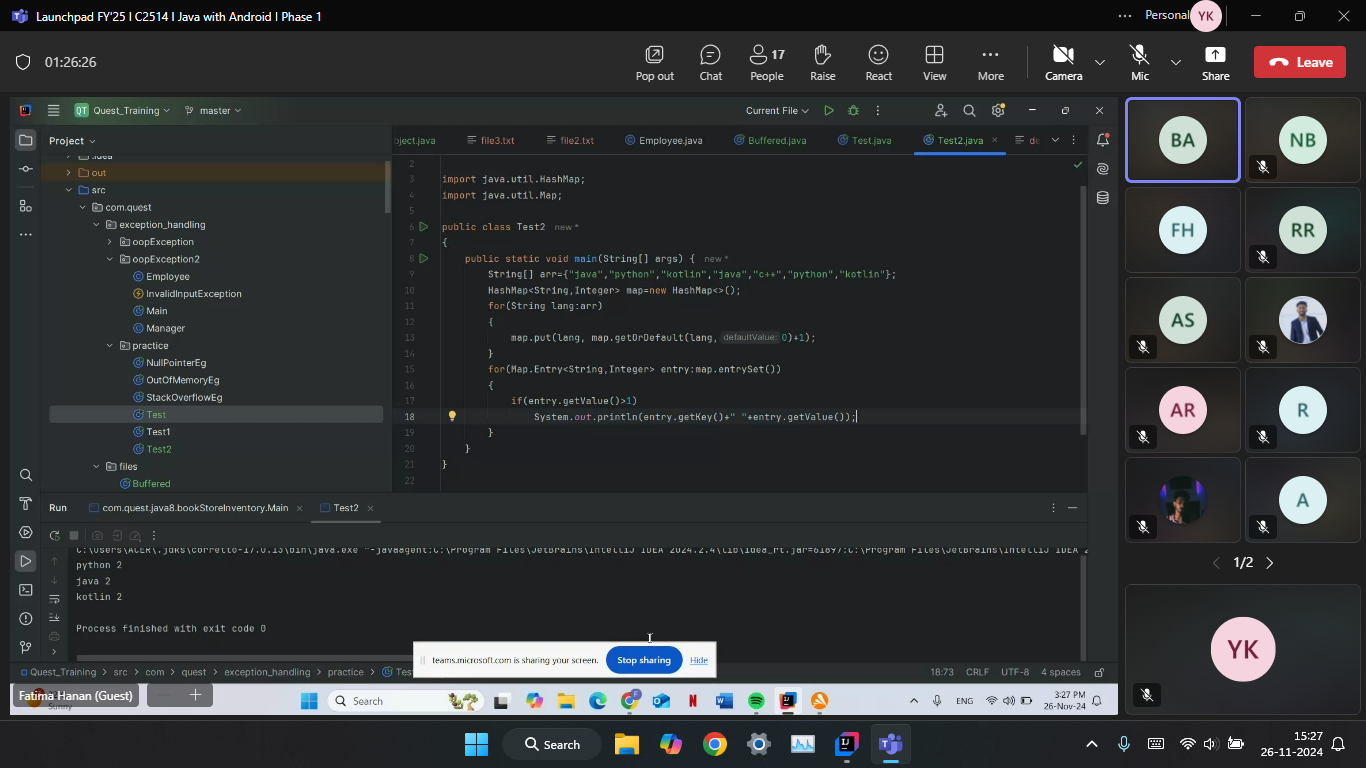 Launchpad FY'25 I C2514 I Java with Android I Phase 1
Personal
YK
01:26:26
Pop out
Chat
17
People
Raise
React
View
More
Camera
Mic
Share
Leave
QT
Quest_Training
master
Current File
Project
ject.java
file3.txt
file2.txt
Employee.java
Buffered.java
Test.java
Test2.java
de
.idea
out
src
com.quest
exception_handling
oopException
oopException2
Employee
InvalidInputException
Main
Manager
practice
NullPointerEg
OutOfMemoryEg
StackOverflowEg
Test
Test1
Test2
files
Buffered
2
3 import java.util.HashMap;
4 import java.util.Map;
5
6 public class Test2 new *
7 {
8 public static void main(String[] args) { new *
9 String[] arr={"java","python","kotlin","java","c++","python","kotlin"};
10 HashMap<String,Integer> map=new HashMap<>();
11 for(String lang:arr)
12 {
13 map.put(lang, map.getOrDefault(lang, defaultValue: 0)+1);
14 }
15 for(Map.Entry<String,Integer> entry:map.entrySet())
16 {
17 if(entry.getValue()>1)
18 System.out.println(entry.getKey()+" "+entry.getValue());
19 }
20 }
21 }
22
Run
com.quest.java8.bookStoreInventory.Main
Test2
C:\Users\ACER\.jdks\corretto-17.0.13\bin\java.exe "-javaagent:C:\Program Files\JetBrains\IntelliJ IDEA 2024.2.4\lib\idea_rt.jar=61897:C:\Program Files\JetBrains\IntelliJ IDEA 2
python 2
java 2
kotlin 2
Process finished with exit code 0
teams.microsoft.com is sharing your screen.
Stop sharing
Hide
Quest_Training > src > com > quest > exception_handling > practice > Tes
18:73
CRLF
UTF-8
4 spaces
Fatima Hanan (Guest)
Sunny
Search
ENG
3:27 PM
26-Nov-24
BA
NB
FH
RR
AS
AR
R
A
1/2
YK
Search
15:27
26-11-2024